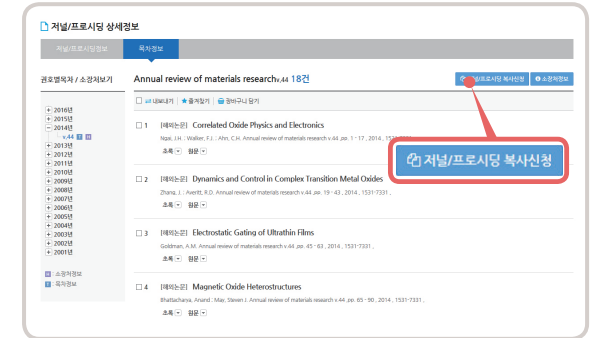 저널/프로시딩 상세정보
저널/프로시딩정보 목차정보
권호별목차 / 소장처보기
Annual review of materials research v.44 18건
저널/프로시딩 복사신청 소장처정보
내보내기 즐겨찾기 장바구니 담기
+ 2016년
+ 2015년
- 2014년
v.44 T H
+ 2013년
+ 2012년
+ 2011년
+ 2010년
+ 2009년
+ 2008년
+ 2007년
+ 2006년
+ 2005년
+ 2004년
+ 2003년
+ 2002년
+ 2001년
H : 소장처정보
T : 목차정보
1 [해외논문] Correlated Oxide Physics and Electronics
Ngai, J.H. ; Walker, F.J. ; Ahn, C.H. Annual review of materials research v.44 ,pp. 1 - 17 , 2014 ,
초록 원문
저널/프로시딩 복사신청
2 [해외논문] Dynamics and Control in Complex Transition Metal Oxides
Zhang, J. ; Averitt, R.D. Annual review of materials research v.44 ,pp. 19 - 43 , 2014 , 1531-7331 ,
초록 원문
3 [해외논문] Electrostatic Gating of Ultrathin Films
Goldman, A.M. Annual review of materials research v.44 ,pp. 45 - 63 , 2014 , 1531-7331 ,
초록 원문
4 [해외논문] Magnetic Oxide Heterostructures
Bhattacharya, Anand ; May, Steven J. Annual review of materials research v.44 ,pp. 65 - 90 , 2014 , 1531-7331 ,
초록 원문